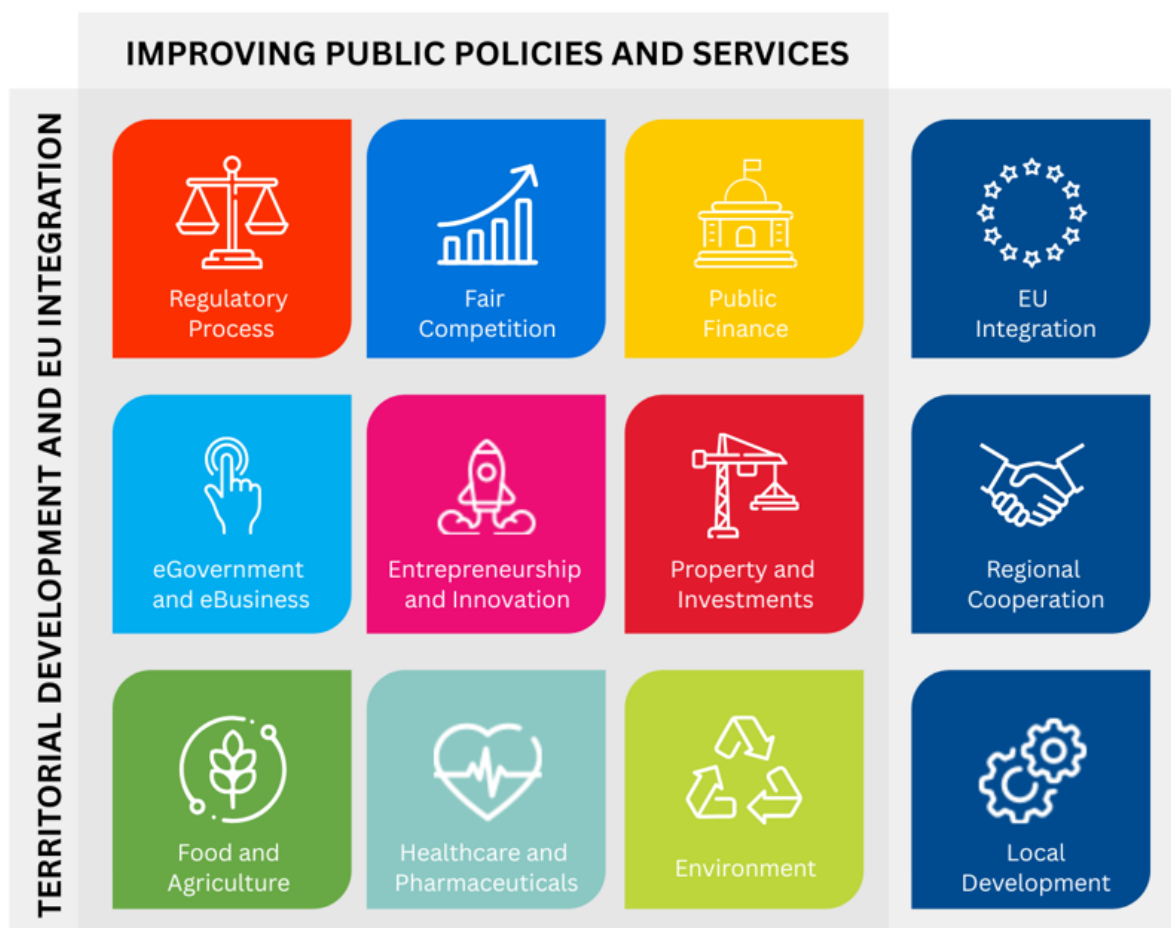 IMPROVING PUBLIC POLICIES AND SERVICES
TERRITORIAL DEVELOPMENT AND EU INTEGRATION
Regulatory
Process
Fair
Competition
Public
Finance
EU
Integration
eGovernment
and eBusiness
Entrepreneurship
and Innovation
Property and
Investments
Regional
Cooperation
Food and
Agriculture
Healthcare and
Pharmaceuticals
Environment
Local
Development